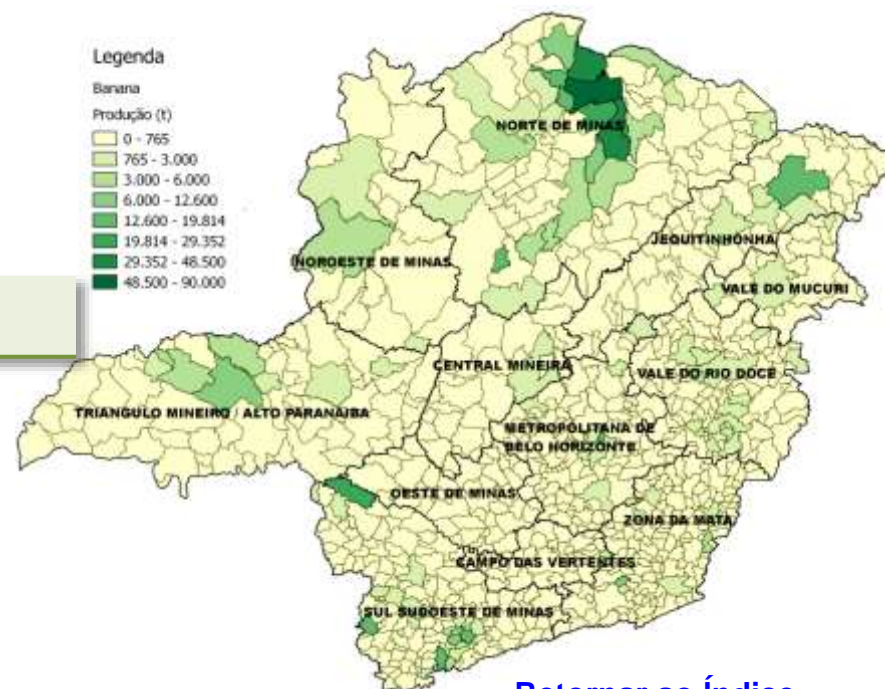 Legenda
Banana
Produção (t)
0 - 765
765 - 3.000
3.000 - 6.000
6.000 - 12.600
12.600 - 19.814
19.814 - 29.352
29.352 - 48.500
48.500 - 90.000
NORTE DE MINAS
JEQUITINHONHA
NOROESTE DE MINAS
VALE DO MUCURI
CENTRAL MINEIRA
VALE DO RIO DOCE
TRIANGULO MINEIRO / ALTO PARANAIBA
METROPOLITANA DE
BELO HORIZONTE
OESTE DE MINAS
ZONA DA MATA
CAMPO DAS VERTENTES
SUL SUDOESTE DE MINAS
Retornar ao Índice